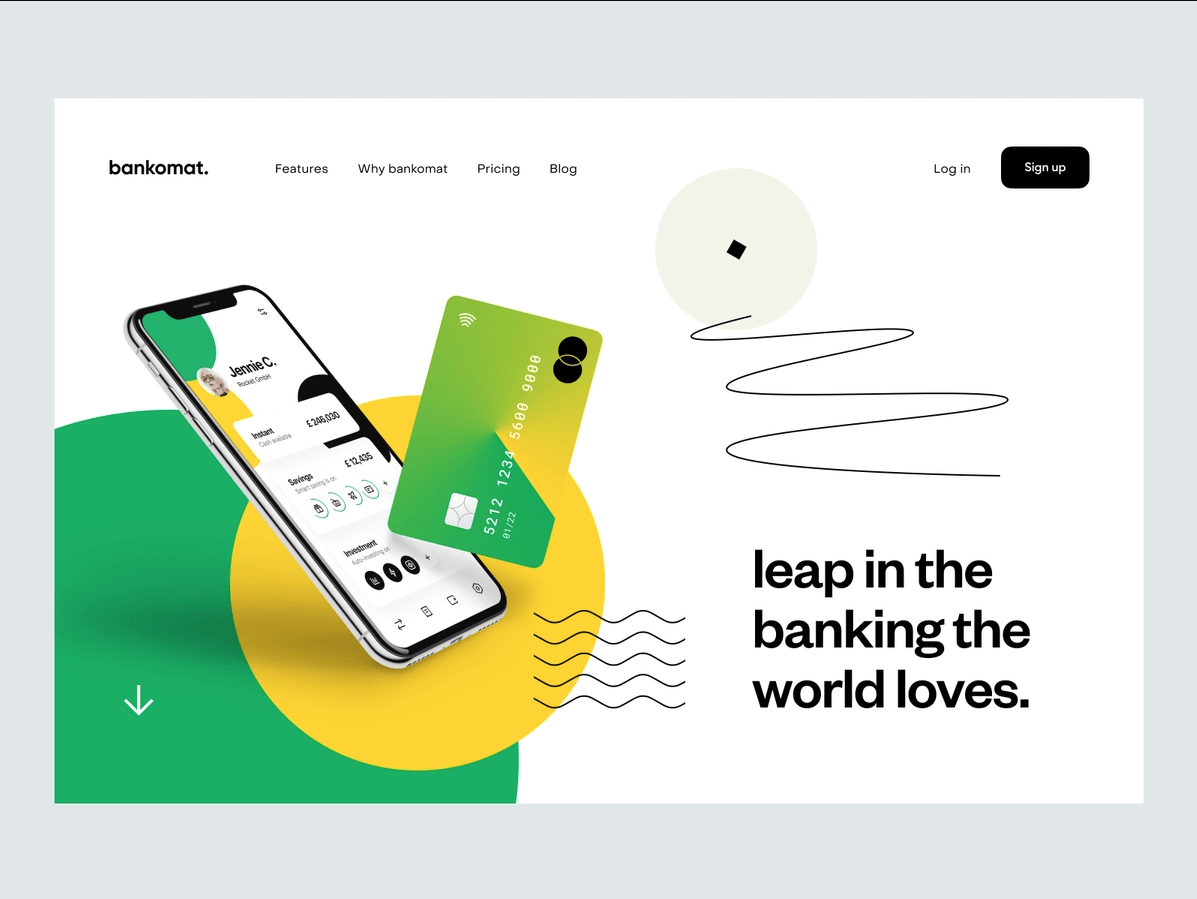 bankomat.
Features
Why bankomat
Pricing
Blog
Log in
Sign up
Jennie C.
Rocket GmbH
Instant
£ 246,030
Cash available
Savings
£ 12,435
Smart saving is on
Investment
Auto-investing on
5212 1234 5600 9000
01/22
leap in the
banking the
world loves.